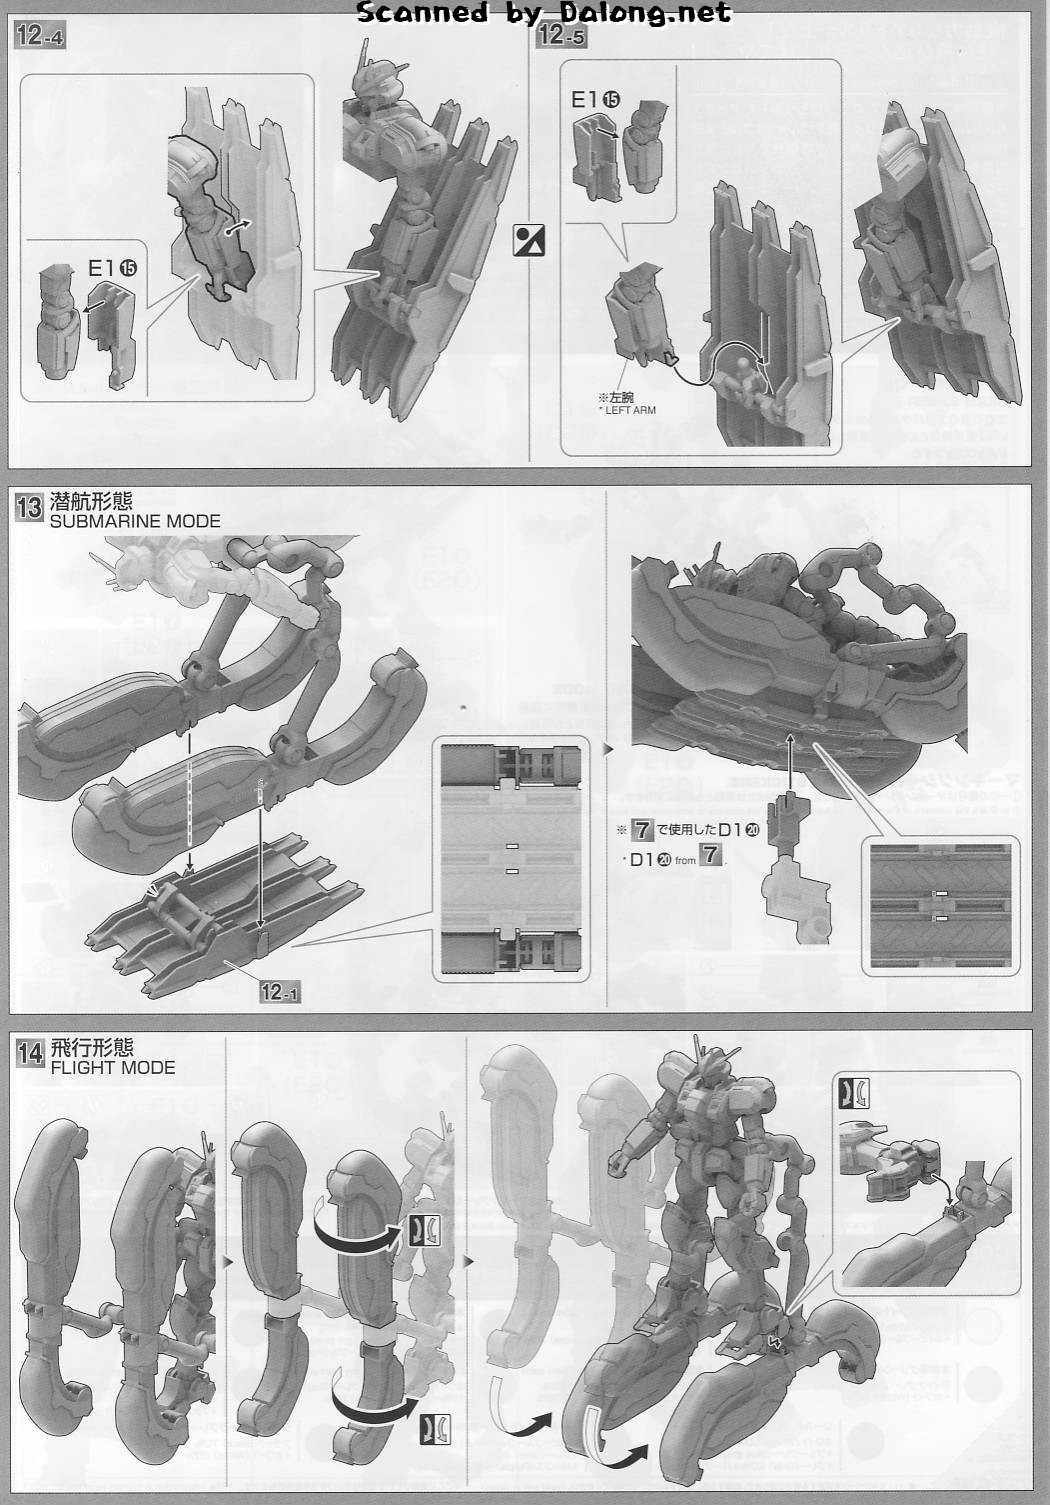 Scanned by Dalong.net
12-4
E1⑮
12-5
E1⑮
※左腕
* LEFT ARM
13 潜航形態
SUBMARINE MODE
12-1
※ 7 で使用したD1⑳
* D1⑳ from 7.
14 飛行形態
FLIGHT MODE